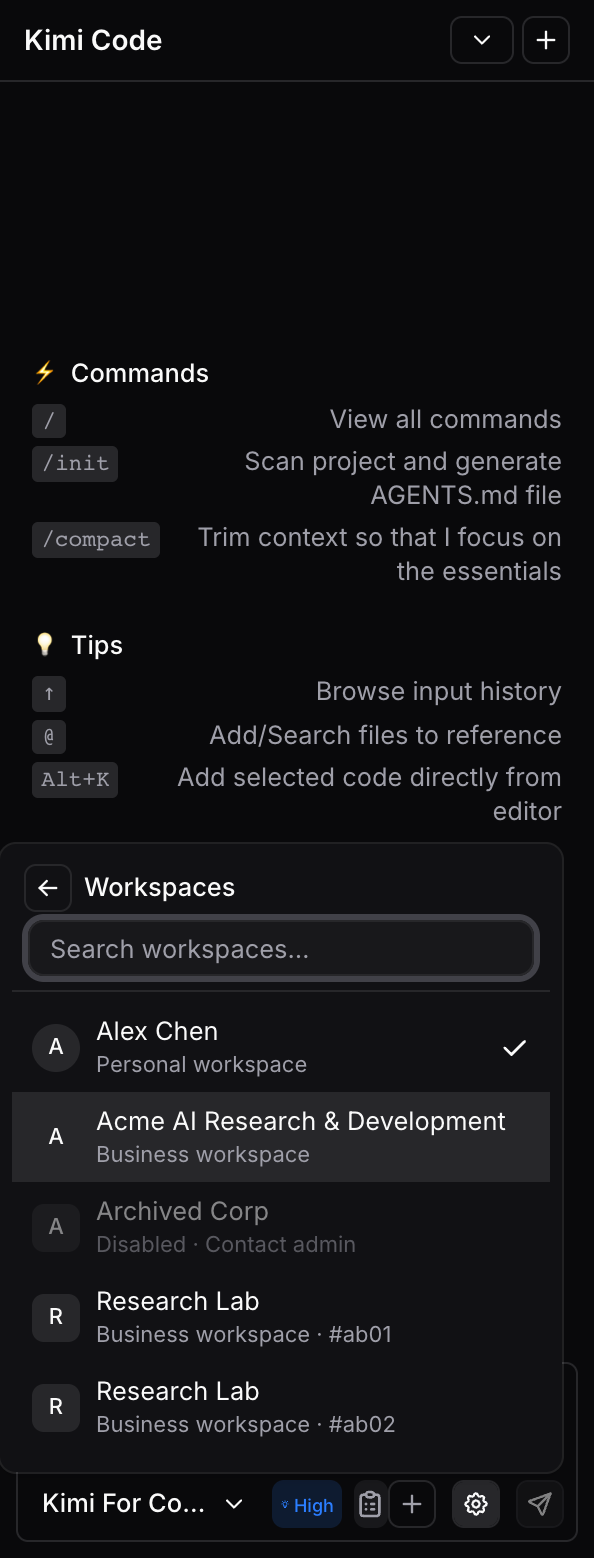 Kimi Code
⚡ Commands
/ View all commands
/init Scan project and generate
AGENTS.md file
/compact Trim context so that I focus on
the essentials
💡 Tips
↑ Browse input history
@ Add/Search files to reference
Alt+K Add selected code directly from
editor
Workspaces
Search workspaces...
A Alex Chen
Personal workspace
A Acme AI Research & Development
Business workspace
A Archived Corp
Disabled · Contact admin
R Research Lab
Business workspace · #ab01
R Research Lab
Business workspace · #ab02
Kimi For Co... High